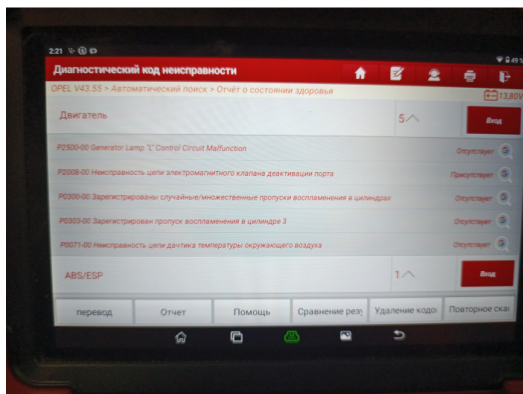 2:21
49%
Диагностический код неисправности
OPEL V43.55 > Автоматический поиск > Отчёт о состоянии здоровья
13,80V
Двигатель
5
Вход
P2500-00 Generator Lamp "L" Control Circuit Malfunction
Отсутствует
P2008-00 Неисправность цепи электромагнитного клапана деактивации порта
Присутствует
P0300-00 Зарегистрированы случайные/множественные пропуски воспламенения в цилиндрах
Отсутствует
P0303-00 Зарегистрирован пропуск воспламенения в цилиндре 3
Отсутствует
P0071-00 Неисправность цепи датчика температуры окружающего воздуха
Отсутствует
ABS/ESP
1
Вход
перевод
Отчет
Помощь
Сравнение рез
Удаление кодо
Повторное ска